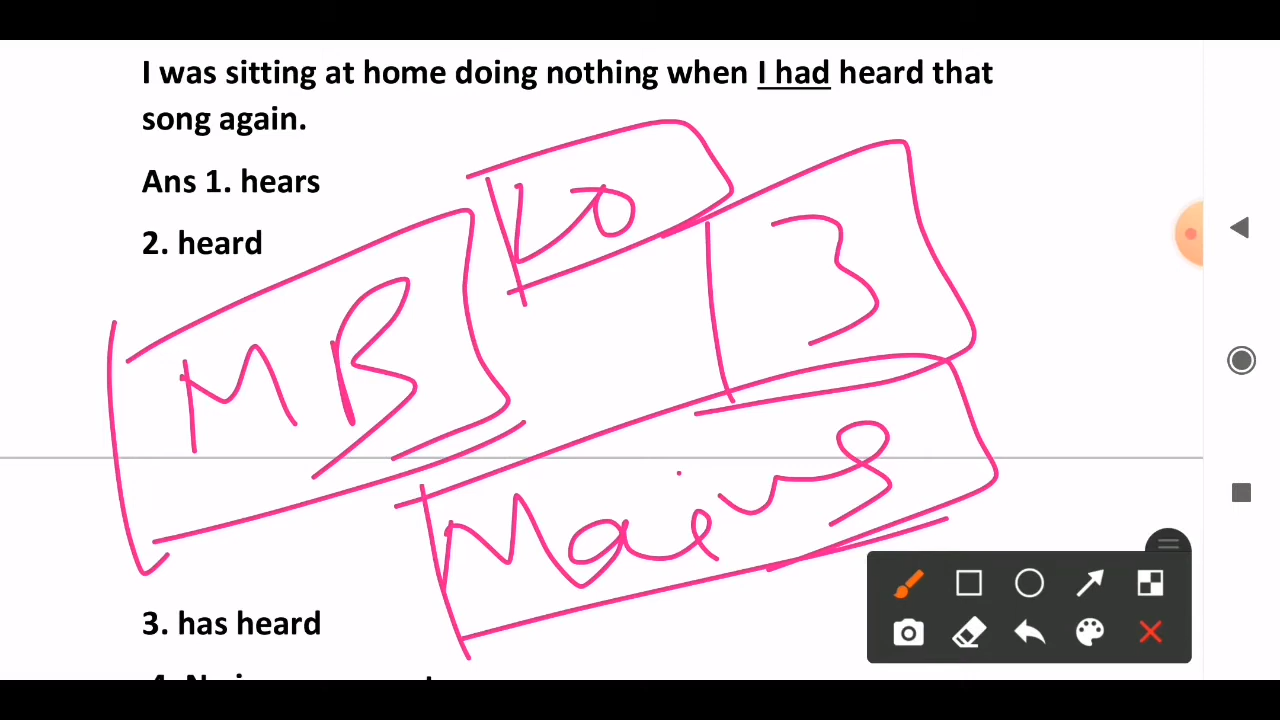 I was sitting at home doing nothing when I had heard that
song again.
Ans 1. hears
2. heard
MB
3
Mains
3. has heard